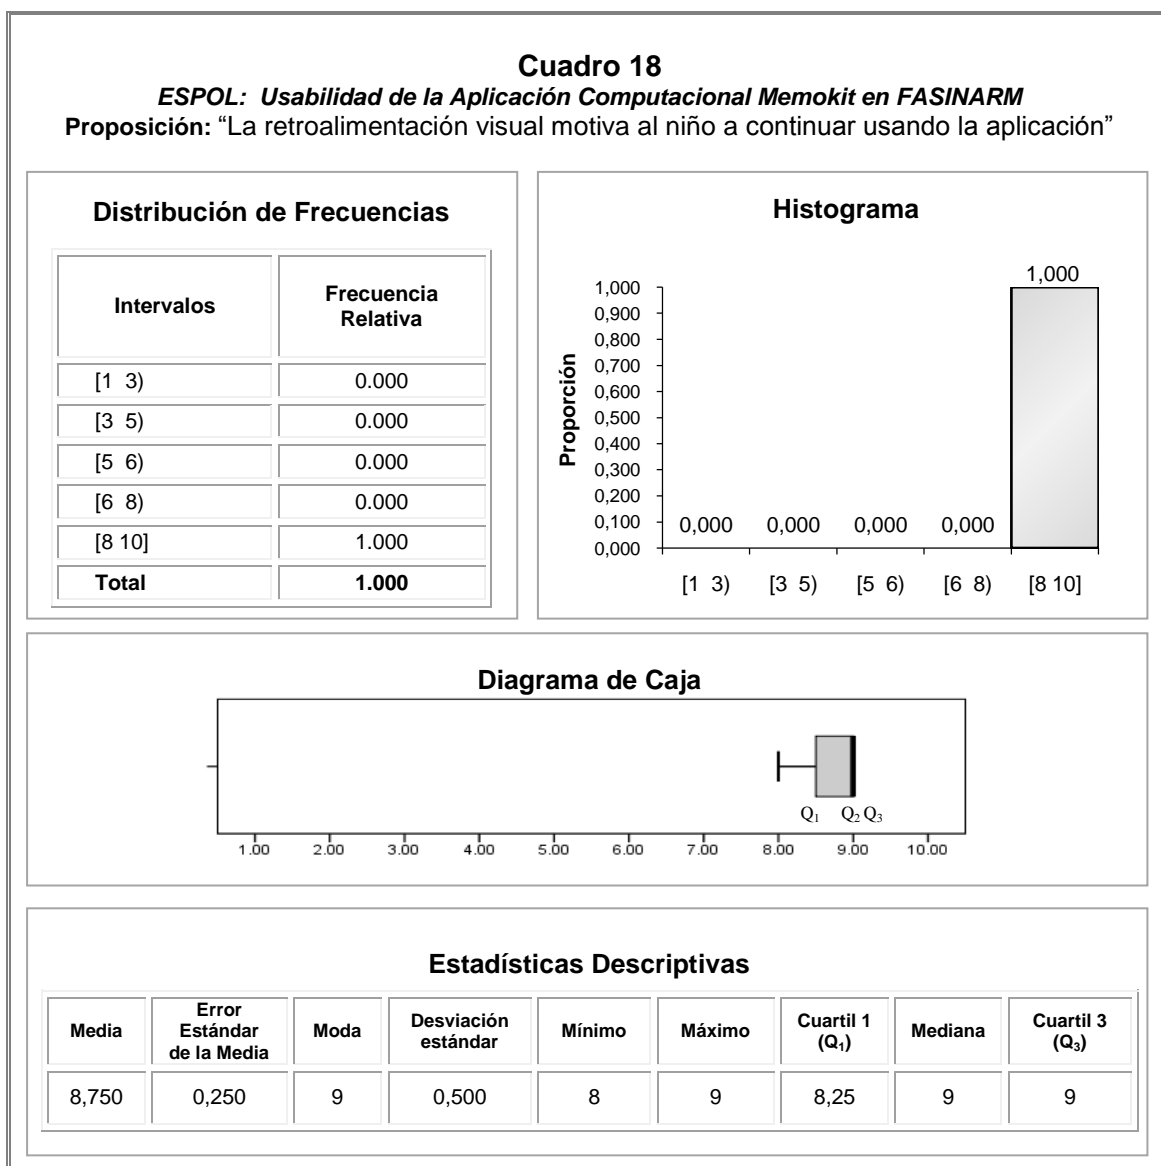 Cuadro 18
ESPOL: Usabilidad de la Aplicación Computacional Memokit en FASINARM
Proposición: “La retroalimentación visual motiva al niño a continuar usando la aplicación”
Distribución de Frecuencias
Intervalos Frecuencia Relativa
[1 3) 0.000
[3 5) 0.000
[5 6) 0.000
[6 8) 0.000
[8 10] 1.000
Total 1.000
Histograma
Proporción
1,000
0,900
0,800
0,700
0,600
0,500
0,400
0,300
0,200
0,100
0,000
0,000 0,000 0,000 0,000 1,000
[1 3) [3 5) [5 6) [6 8) [8 10]
Diagrama de Caja
Q₁ Q₂ Q₃
1.00 2.00 3.00 4.00 5.00 6.00 7.00 8.00 9.00 10.00
Estadísticas Descriptivas
Media Error Estándar de la Media Moda Desviación estándar Mínimo Máximo Cuartil 1 (Q₁) Mediana Cuartil 3 (Q₃)
8,750 0,250 9 0,500 8 9 8,25 9 9